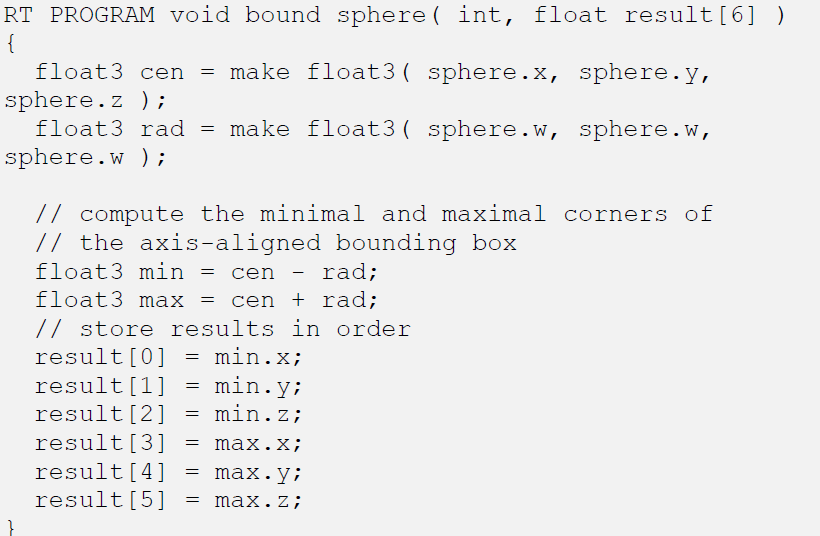 RT PROGRAM void bound sphere( int, float result[6] )
{
  float3 cen = make float3( sphere.x, sphere.y,
sphere.z );
  float3 rad = make float3( sphere.w, sphere.w,
sphere.w );

  // compute the minimal and maximal corners of
  // the axis-aligned bounding box
  float3 min = cen - rad;
  float3 max = cen + rad;
  // store results in order
  result[0] = min.x;
  result[1] = min.y;
  result[2] = min.z;
  result[3] = max.x;
  result[4] = max.y;
  result[5] = max.z;
}